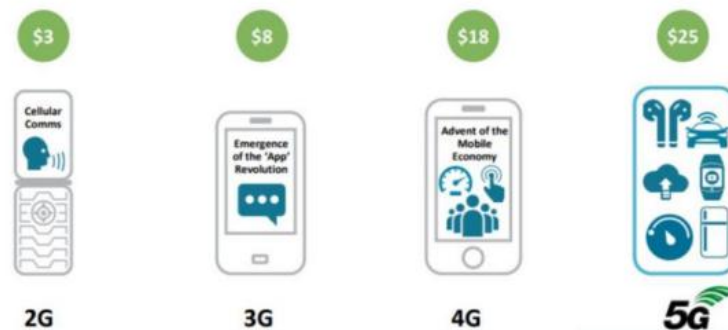 $3
$8
$18
$25
Cellular
Comms
Emergence
of the 'App'
Revolution
Advent of the
Mobile
Economy
2G
3G
4G
5G